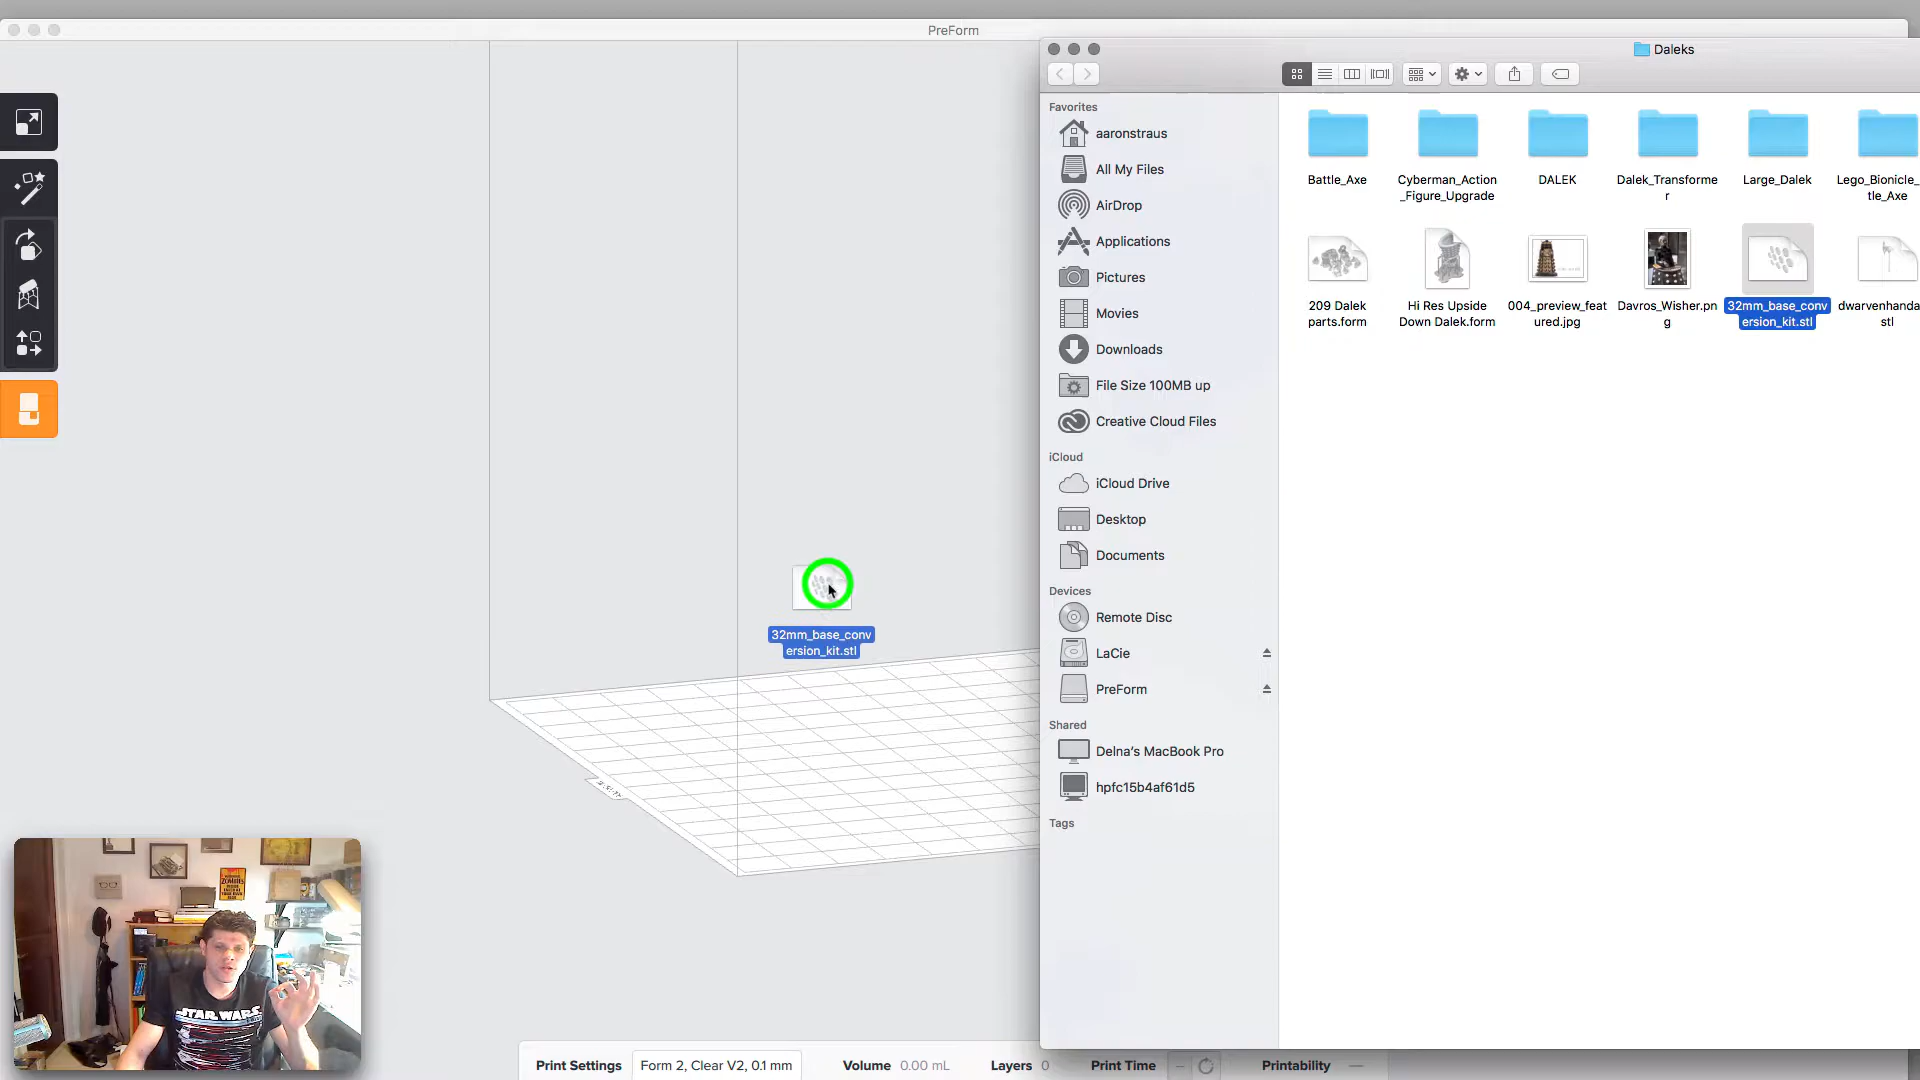 PreForm
Daleks
Favorites
aaronstraus
All My Files
AirDrop
Applications
Pictures
Movies
Downloads
File Size 100MB up
Creative Cloud Files
iCloud
iCloud Drive
Desktop
Documents
Devices
Remote Disc
LaCie
PreForm
Shared
Delna's MacBook Pro
hpfc15b4af61d5
Tags
Battle_Axe
Cyberman_Action
_Figure_Upgrade
DALEK
Dalek_Transforme
r
Large_Dalek
Lego_Bionicle_
tle_Axe
209 Dalek
parts.form
Hi Res Upside
Down Dalek.form
004_preview_feat
ured.jpg
Davros_Wisher.pn
g
32mm_base_conv
ersion_kit.stl
dwarvenhanda
stl
32mm_base_conv
ersion_kit.stl
STAR WARS
Print Settings
Form 2, Clear V2, 0.1 mm
Volume 0.00 mL
Layers 0
Print Time –
Printability —